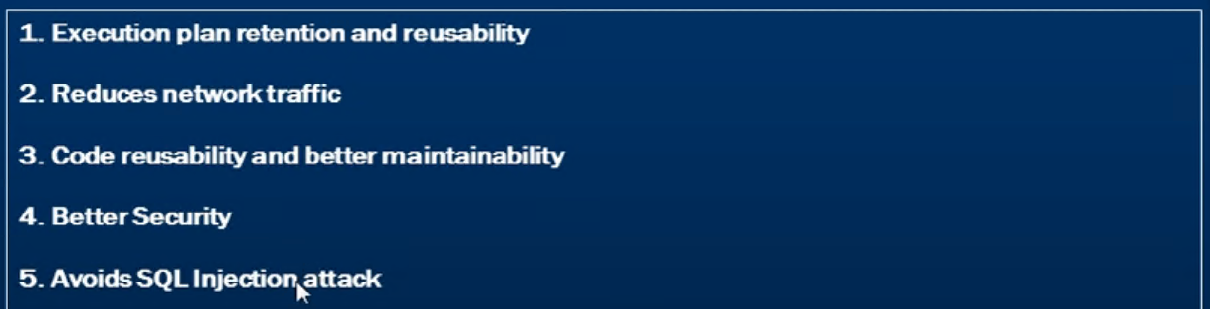 1. Execution plan retention and reusability
2. Reduces network traffic
3. Code reusability and better maintainability
4. Better Security
5. Avoids SQL Injection attack